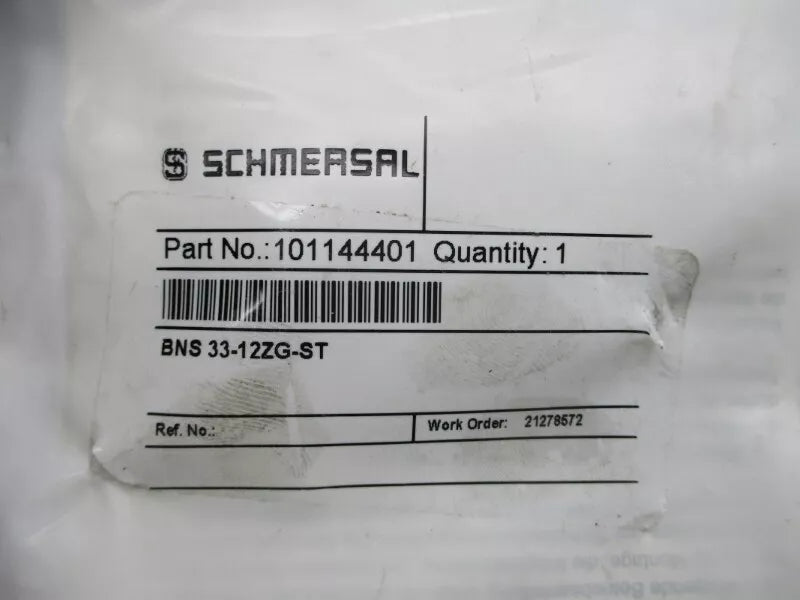 SCHMERSAL
Part No.:101144401 Quantity: 1
BNS 33-12ZG-ST
Ref. No.: Work Order: 21278572